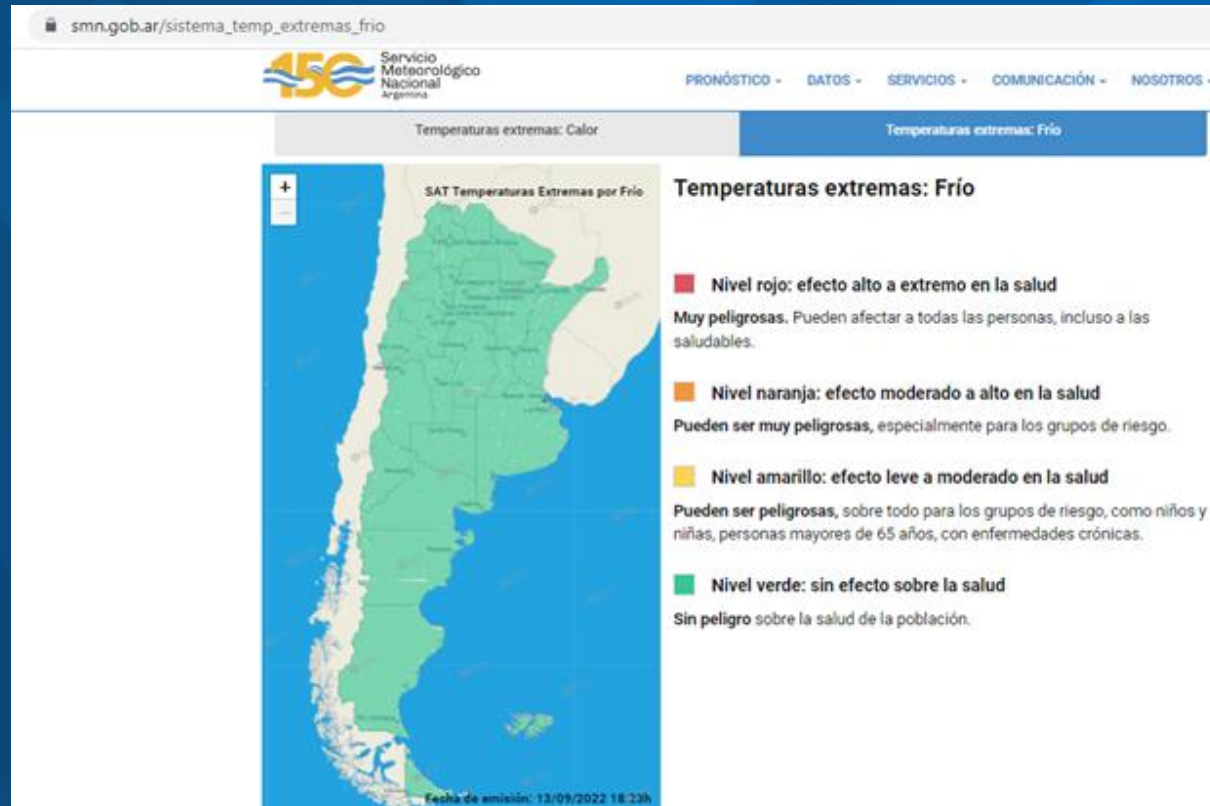 smn.gob.ar/sistema_temp_extremas_frio
150
Servicio
Meteorológico
Nacional
Argentina
PRONÓSTICO DATOS SERVICIOS COMUNICACIÓN NOSOTROS
Temperaturas extremas: Calor
Temperaturas extremas: Frío
+
−
SAT Temperaturas Extremas por Frío
Temperaturas extremas: Frío
Nivel rojo: efecto alto a extremo en la salud
Muy peligrosas. Pueden afectar a todas las personas, incluso a las
saludables.
Nivel naranja: efecto moderado a alto en la salud
Pueden ser muy peligrosas, especialmente para los grupos de riesgo.
Nivel amarillo: efecto leve a moderado en la salud
Pueden ser peligrosas, sobre todo para los grupos de riesgo, como niños y
niñas, personas mayores de 65 años, con enfermedades crónicas.
Nivel verde: sin efecto sobre la salud
Sin peligro sobre la salud de la población.
Fecha de emisión: 13/09/2022 18:23h